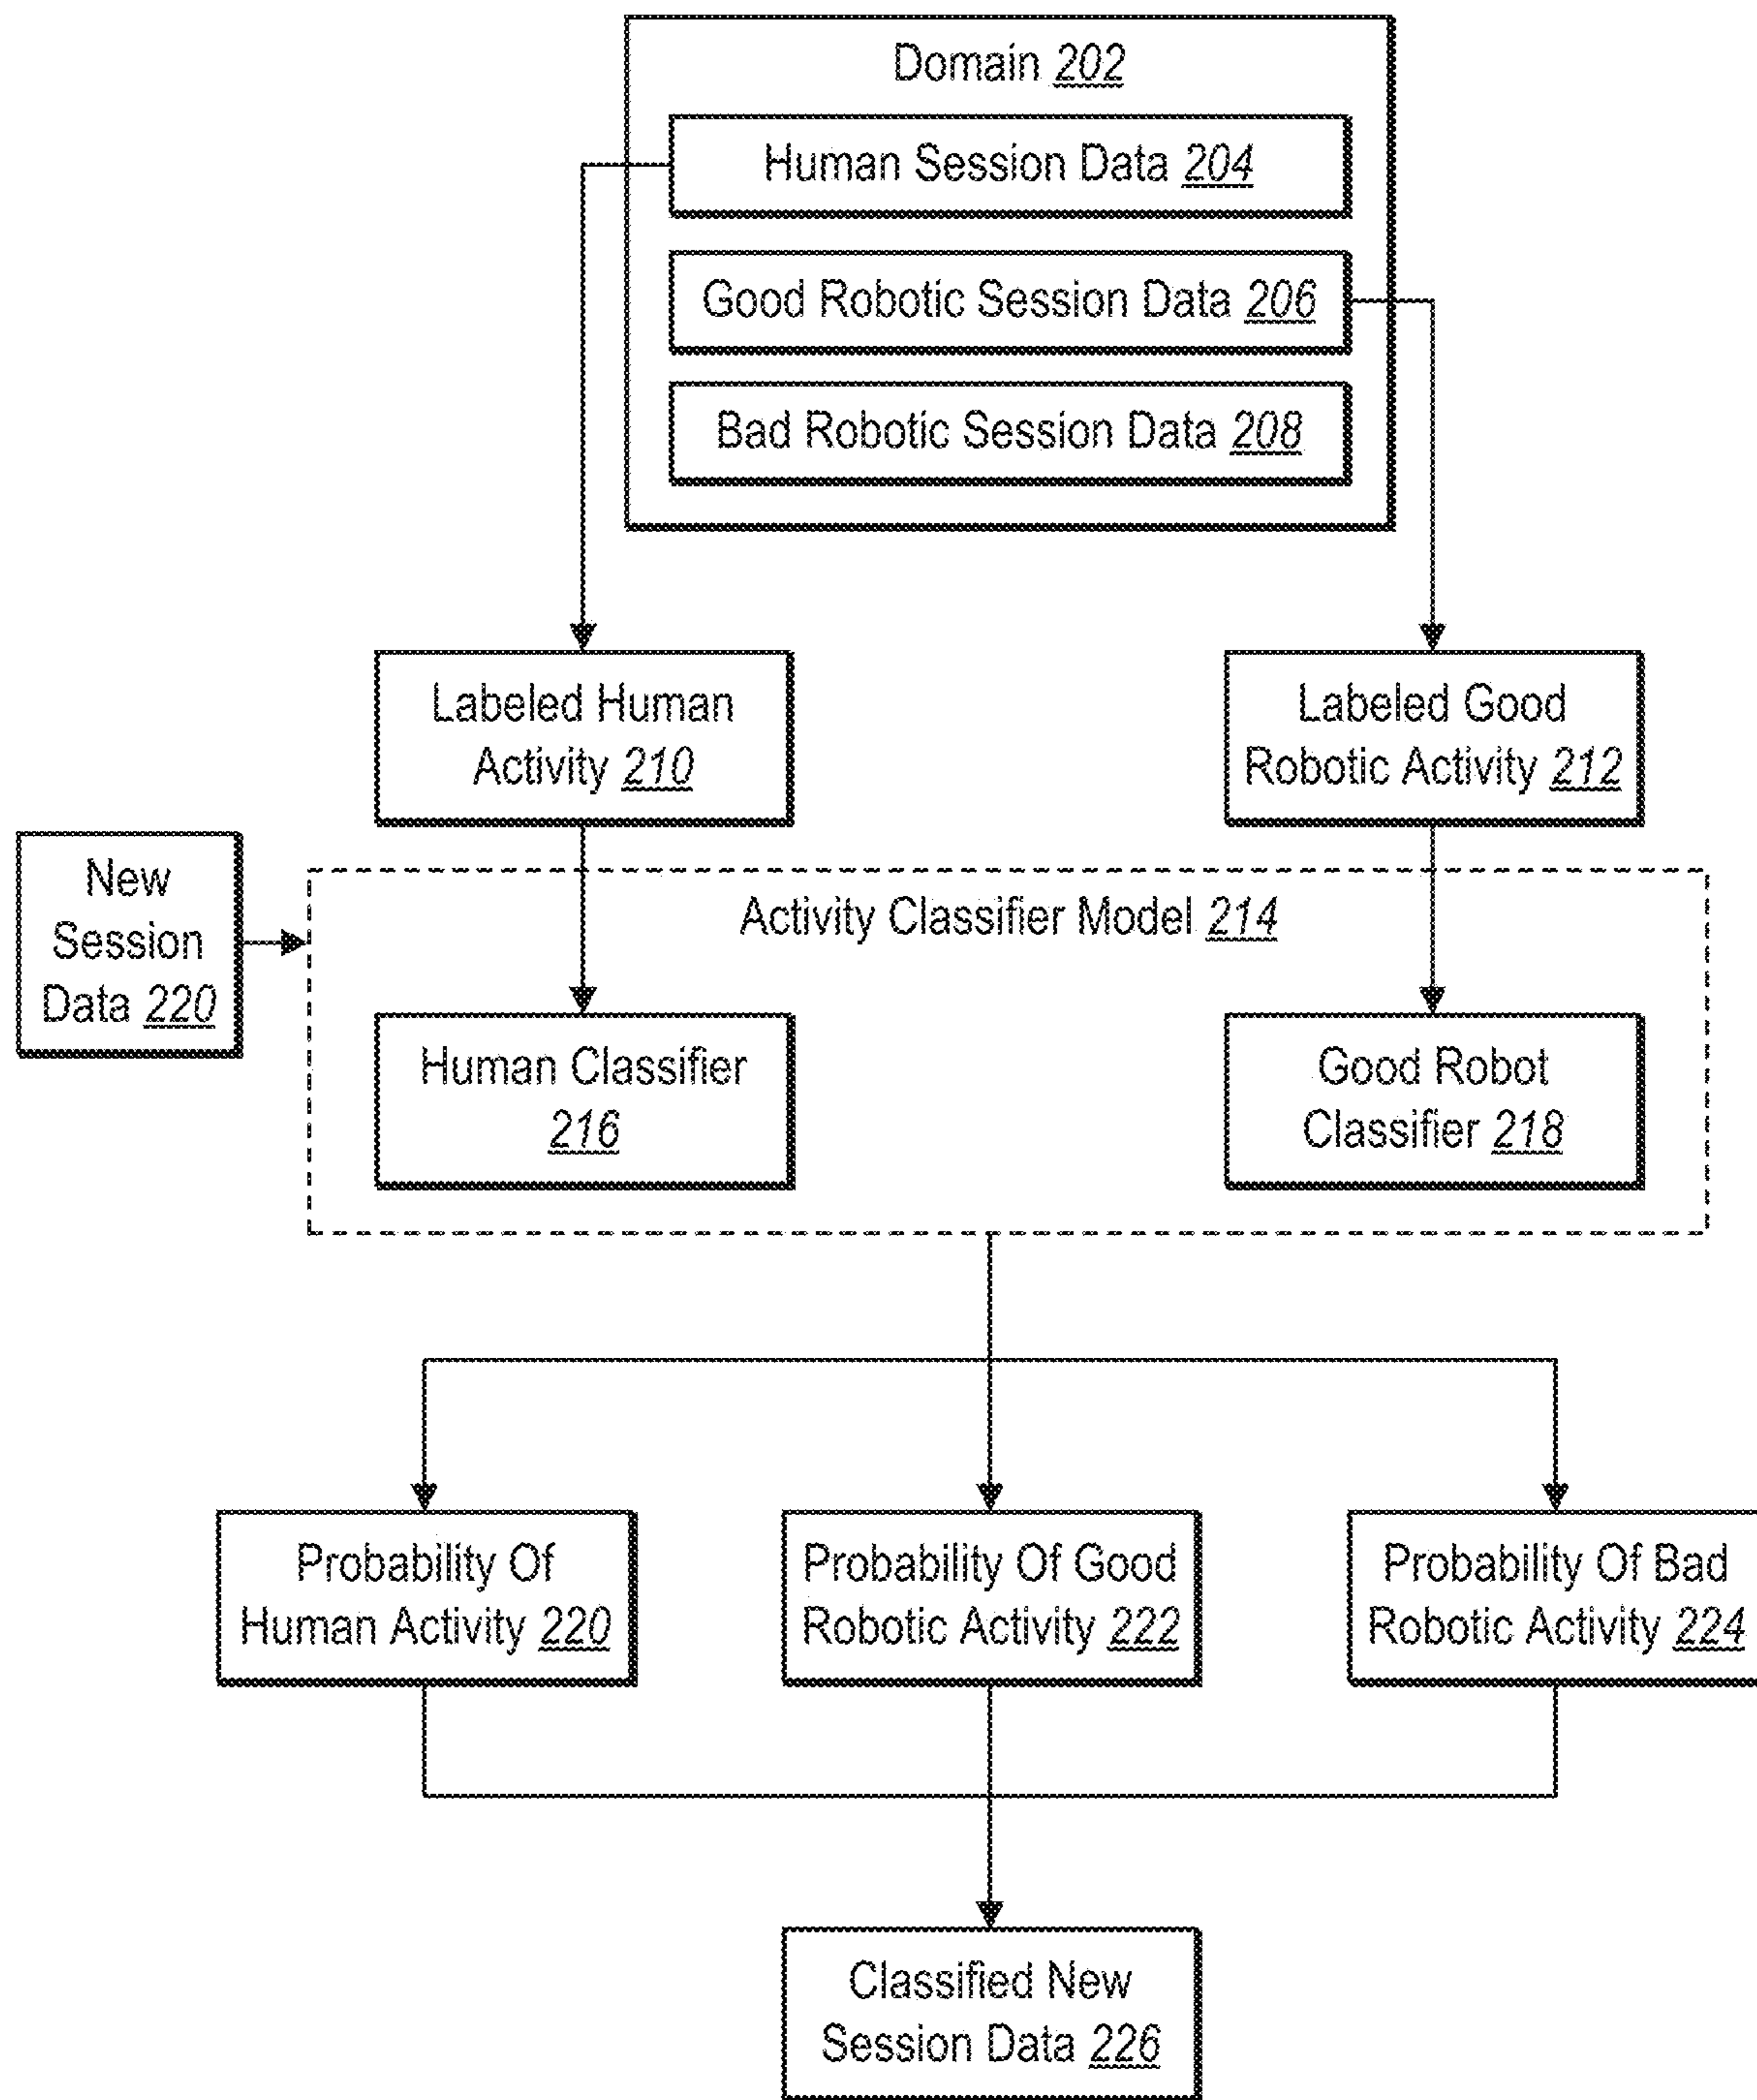 Domain 202
Human Session Data 204
Good Robotic Session Data 206
Bad Robotic Session Data 208
Labeled Human
Activity 210
Labeled Good
Robotic Activity 212
New
Session
Data 220
Activity Classifier Model 214
Human Classifier
216
Good Robot
Classifier 218
Probability Of
Human Activity 220
Probability Of Good
Robotic Activity 222
Probability Of Bad
Robotic Activity 224
Classified New
Session Data 226